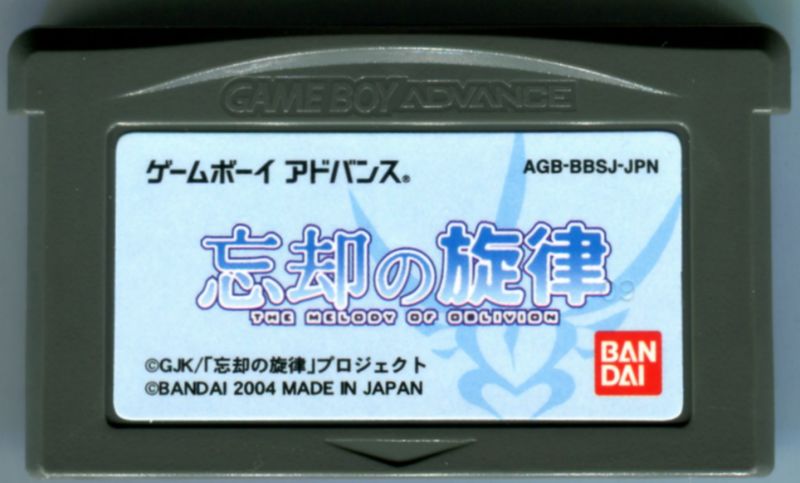 GAME BOY ADVANCE
ゲームボーイ アドバンス®
AGB-BBSJ-JPN
忘却の旋律
THE MELODY OF OBLIVION
09
©GJK/「忘却の旋律」プロジェクト
©BANDAI 2004 MADE IN JAPAN
BAN
DAI